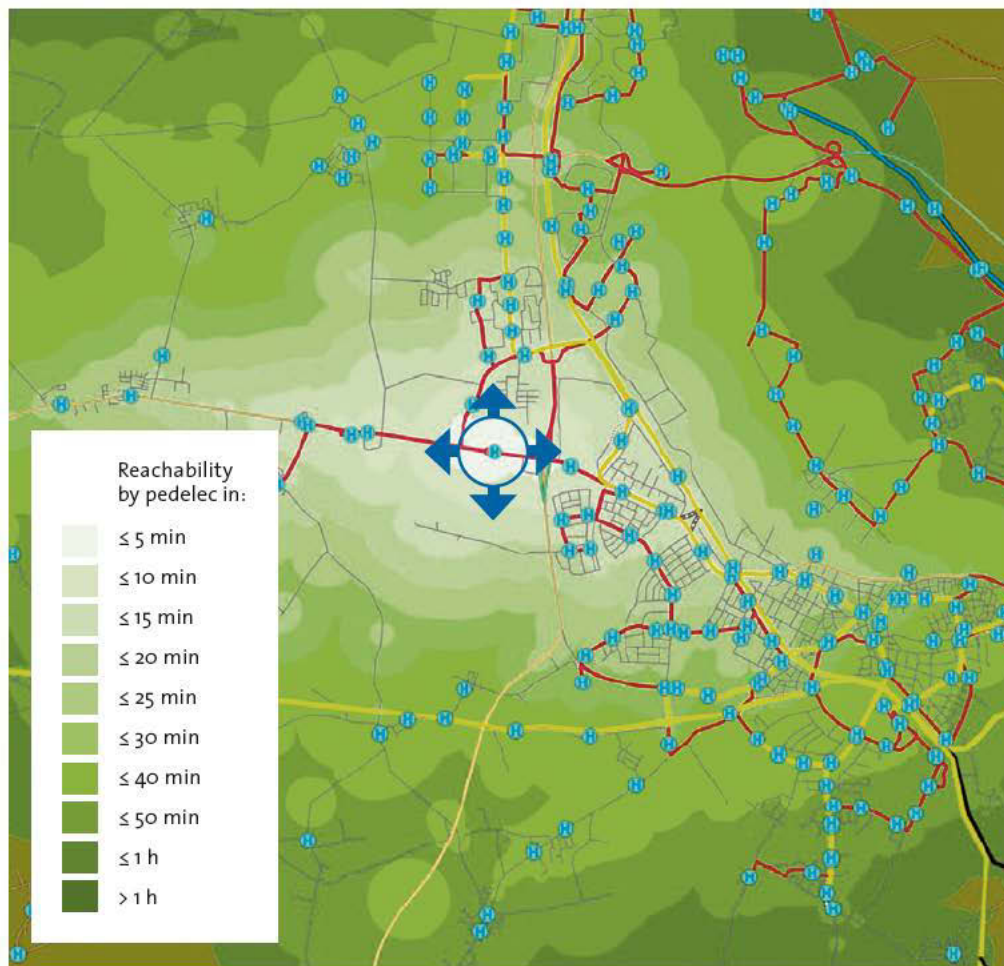 Reachability
by pedelec in:
≤ 5 min
≤ 10 min
≤ 15 min
≤ 20 min
≤ 25 min
≤ 30 min
≤ 40 min
≤ 50 min
≤ 1 h
> 1 h